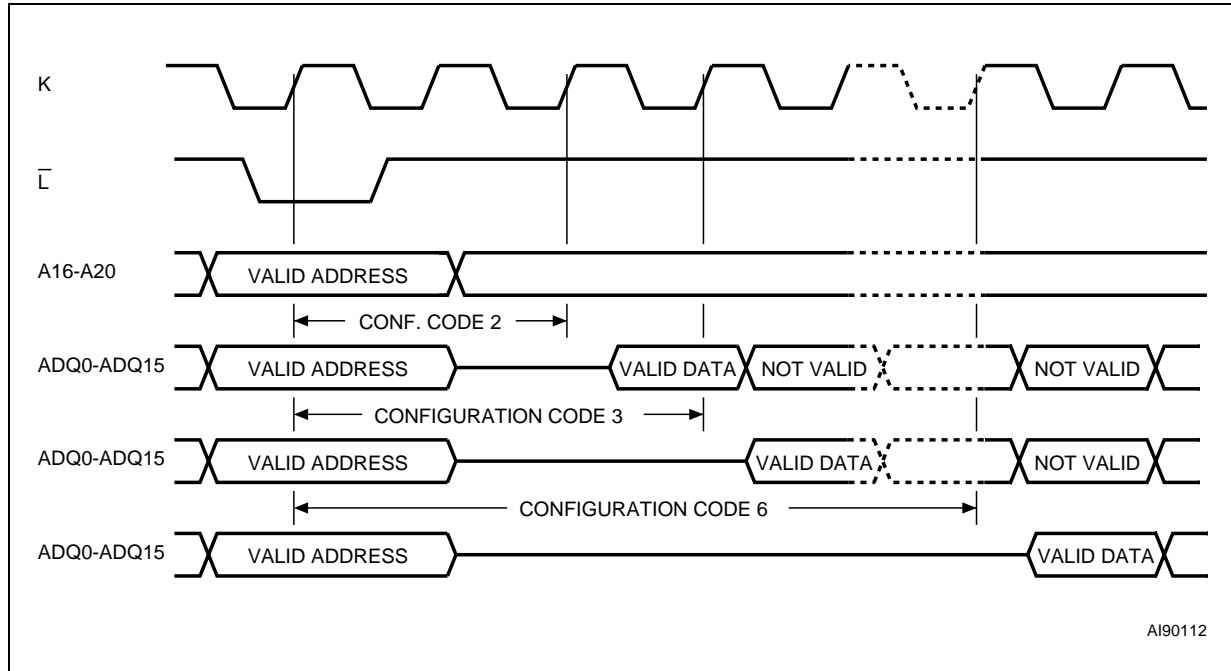 K
L̅
A16-A20
VALID ADDRESS
CONF. CODE 2
ADQ0-ADQ15
VALID ADDRESS
VALID DATA
NOT VALID
NOT VALID
CONFIGURATION CODE 3
ADQ0-ADQ15
VALID ADDRESS
VALID DATA
NOT VALID
CONFIGURATION CODE 6
ADQ0-ADQ15
VALID ADDRESS
VALID DATA
AI90112